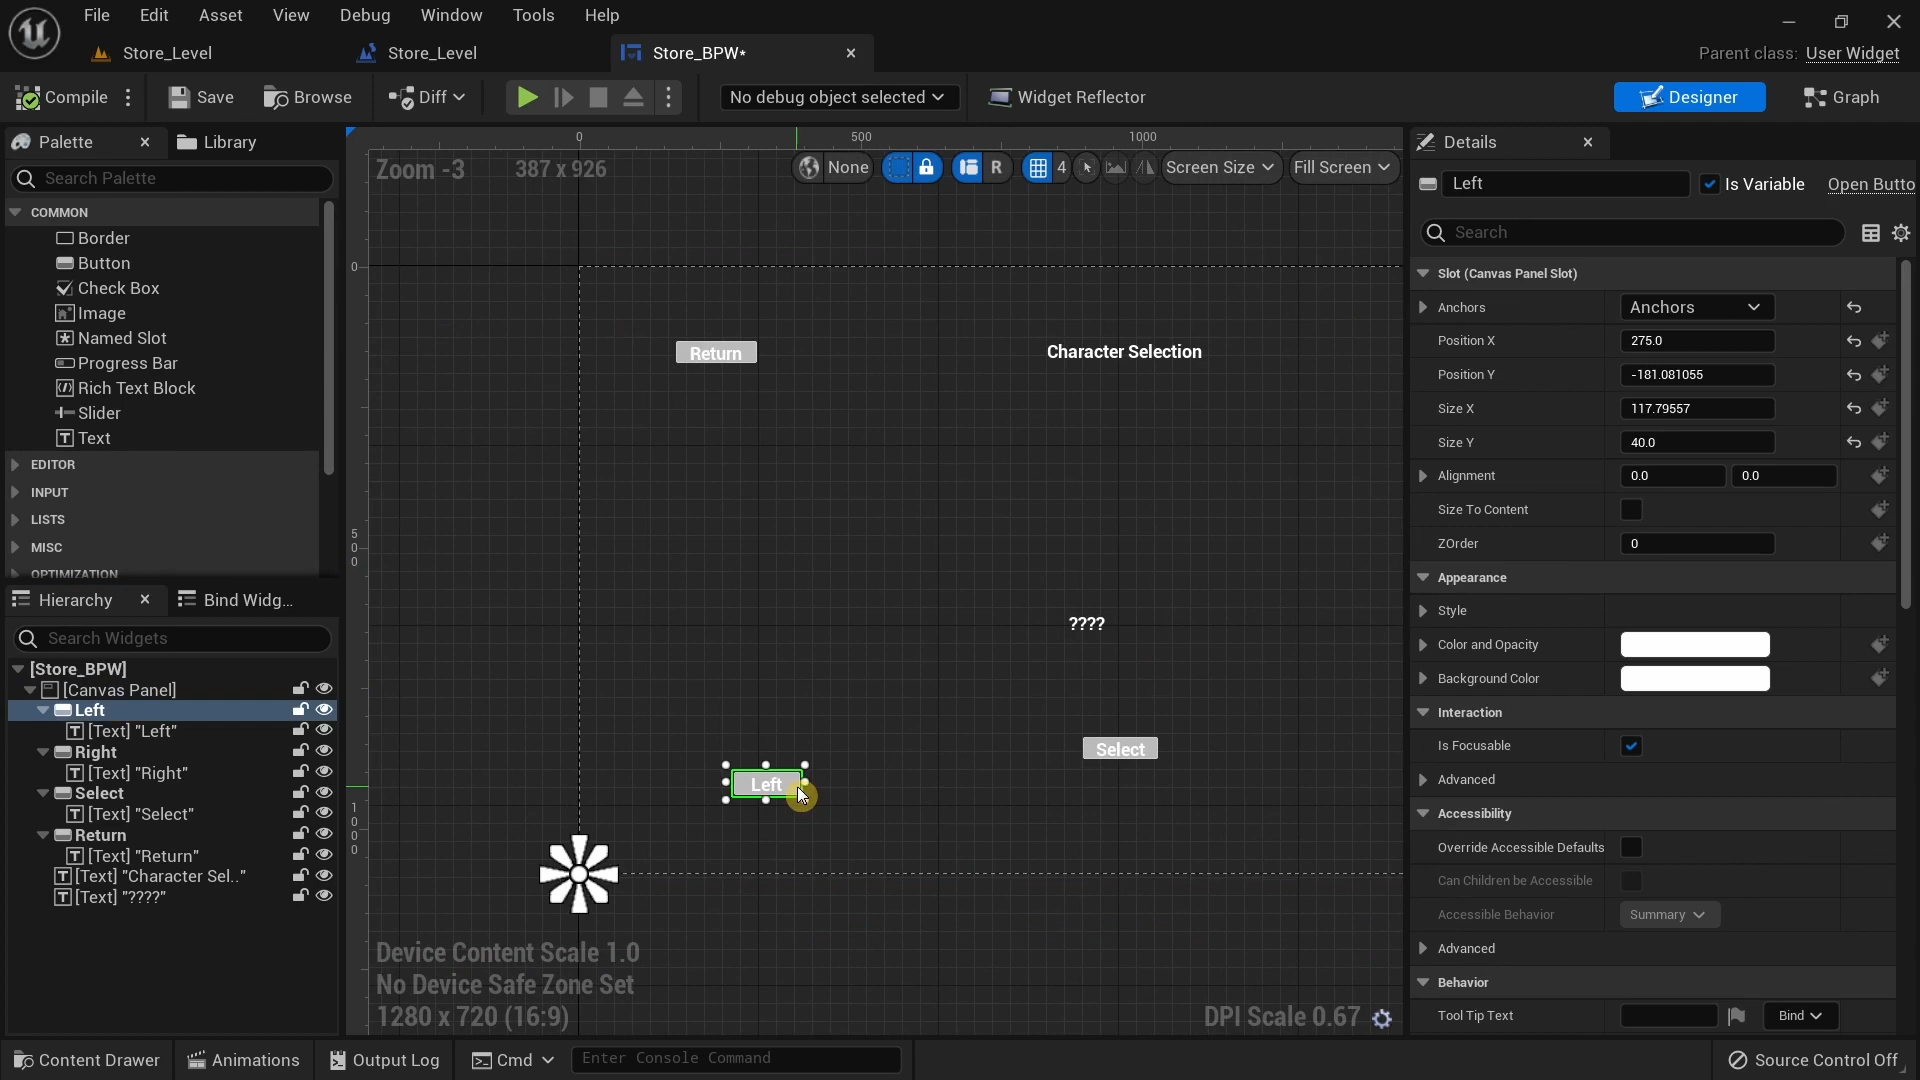 File Edit Asset View Debug Window Tools Help
Store_Level Store_Level Store_BPW*
Parent class: User Widget
Compile Save Browse Diff No debug object selected Widget Reflector Designer Graph
Palette Library
Search Palette
COMMON
Border
Button
Check Box
Image
Named Slot
Progress Bar
Rich Text Block
Slider
Text
EDITOR
INPUT
LISTS
MISC
OPTIMIZATION
Hierarchy Bind Widg...
Search Widgets
[Store_BPW]
[Canvas Panel]
Left
[Text] "Left"
Right
[Text] "Right"
Select
[Text] "Select"
Return
[Text] "Return"
[Text] "Character Sel.."
[Text] "????"
0 500 1000
Zoom -3 387 x 926
None R 4 Screen Size Fill Screen
0
500
1000
Return
Character Selection
????
Select
Left
Device Content Scale 1.0
No Device Safe Zone Set
1280 x 720 (16:9)
DPI Scale 0.67
Details
Left Is Variable Open Butto
Search
Slot (Canvas Panel Slot)
Anchors Anchors
Position X 275.0
Position Y -181.081055
Size X 117.79557
Size Y 40.0
Alignment 0.0 0.0
Size To Content
ZOrder 0
Appearance
Style
Color and Opacity
Background Color
Interaction
Is Focusable
Advanced
Accessibility
Override Accessible Defaults
Can Children be Accessible
Accessible Behavior Summary
Advanced
Behavior
Tool Tip Text Bind
Content Drawer Animations Output Log Cmd Enter Console Command Source Control Off